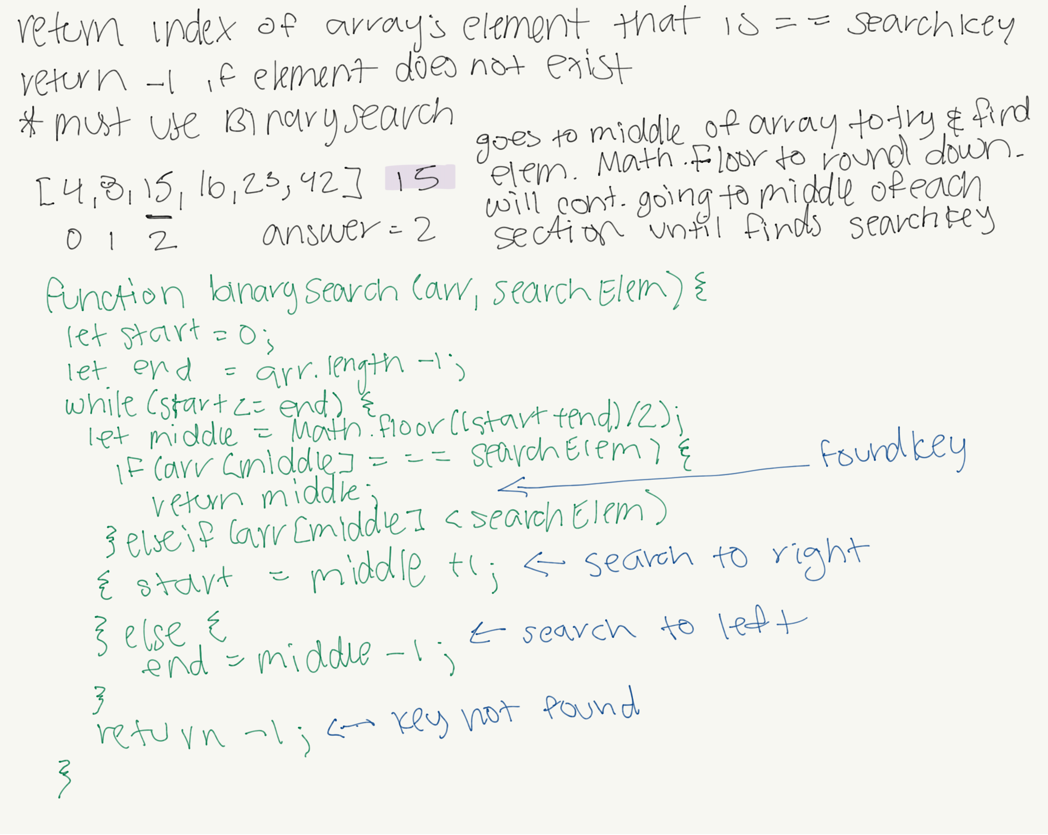 return index of array's element that is == searchkey
return -1 if element does not exist
* must use Binary search
goes to middle of array to try & find
elem. Math.floor to round down.
will cont. going to middle of each
section until finds searchkey
[4,8,15,16,23,42] 15
0 1 2 answer = 2
function binarySearch (arr, searchElem) {
let start = 0;
let end = arr.length -1;
while (start <= end) {
let middle = Math.floor((start + end)/2);
if (arr [middle] = == searchElem) {
return middle;
← found key
} else if (arr [middle] < searchElem)
{ start = middle +1; ← search to right
} else { ← search to left
end = middle -1;
}
return -1; ← key not found
}